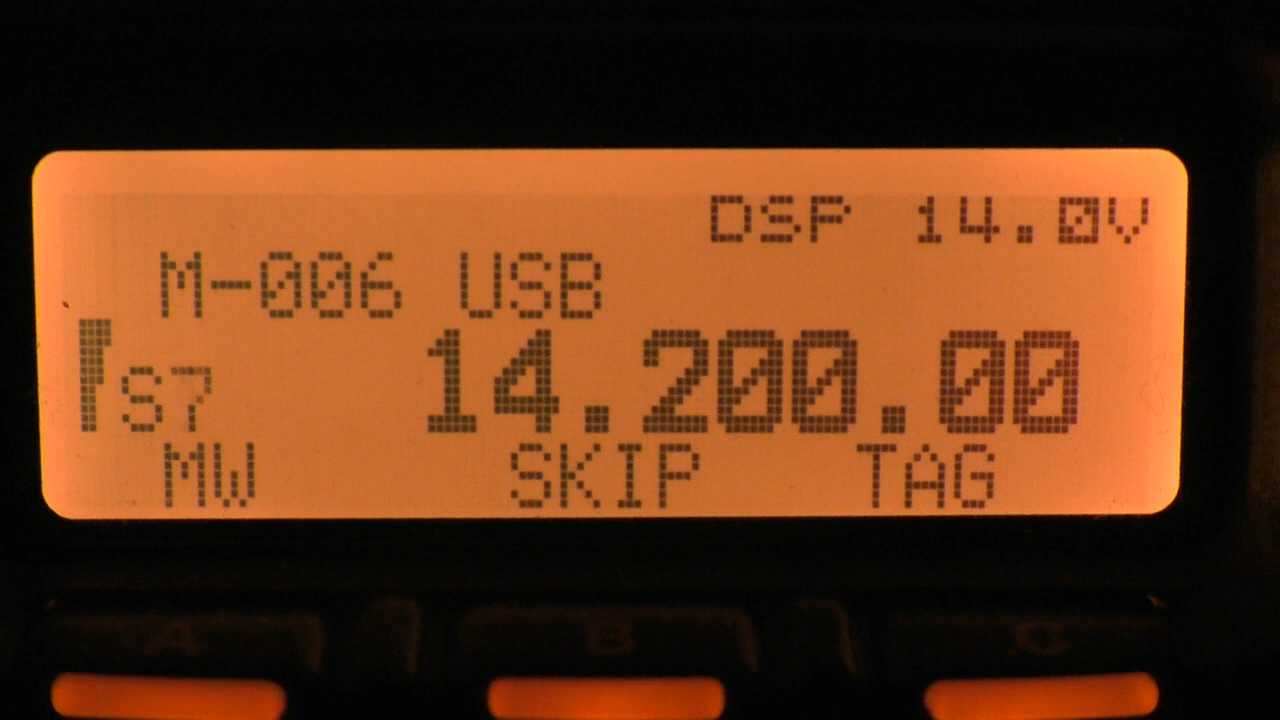 DSP 14.0V
M-006 USB
S7 14.200.00
MW SKIP TAG
A B C